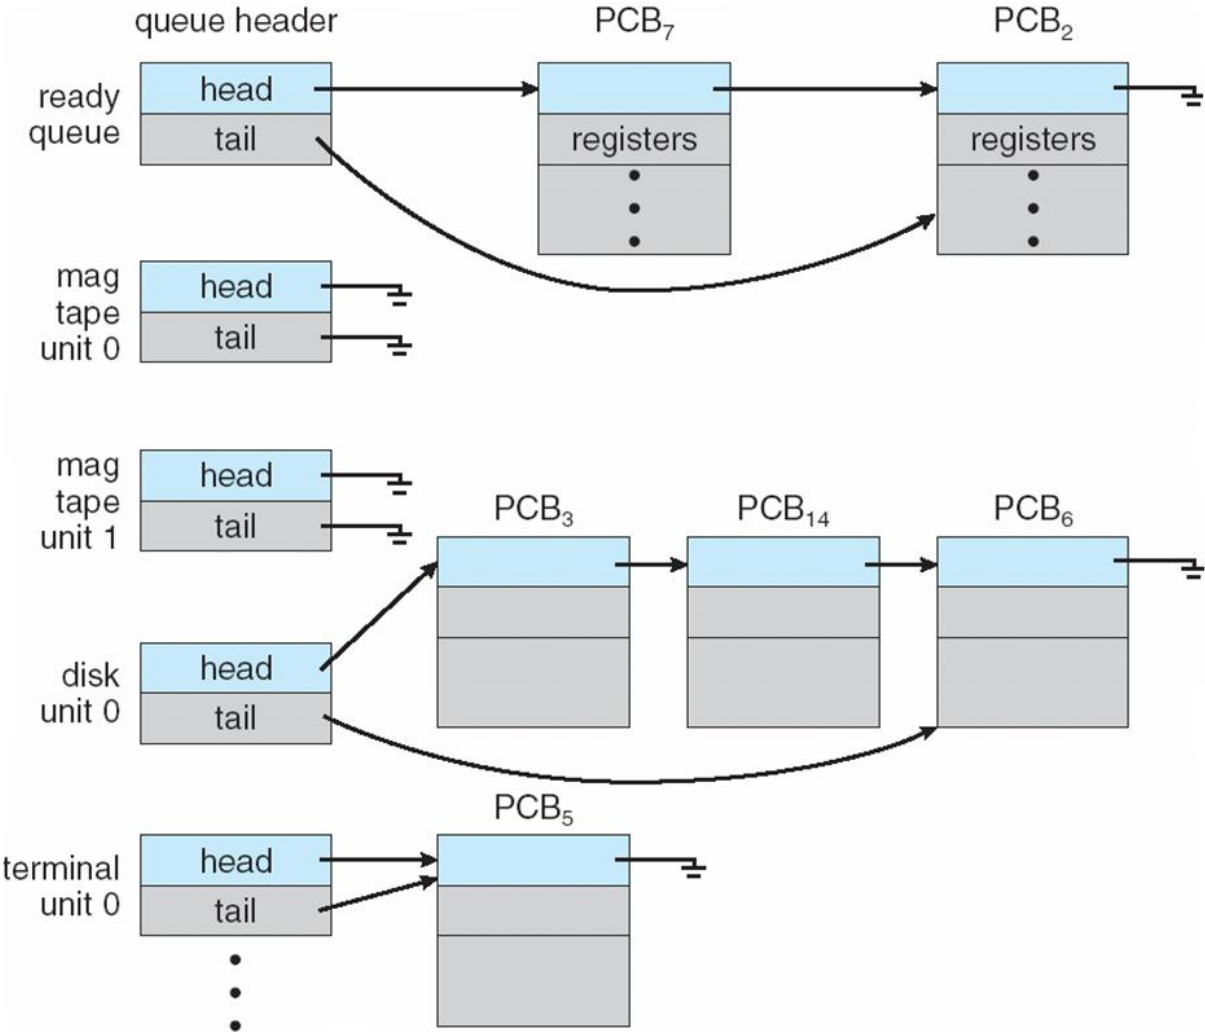 queue header
PCB₇
PCB₂
ready
queue
head
tail
registers
registers
mag
tape
unit 0
head
tail
mag
tape
unit 1
head
tail
PCB₃
PCB₁₄
PCB₆
disk
unit 0
head
tail
PCB₅
terminal
unit 0
head
tail